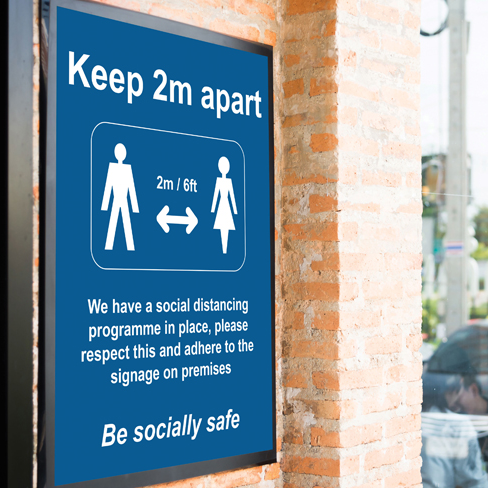 Keep 2m apart
2m / 6ft
We have a social distancing
programme in place, please
respect this and adhere to the
signage on premises
Be socially safe